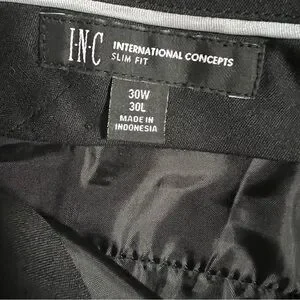 I·N·C
INTERNATIONAL CONCEPTS
SLIM FIT
30W
30L
MADE IN
INDONESIA